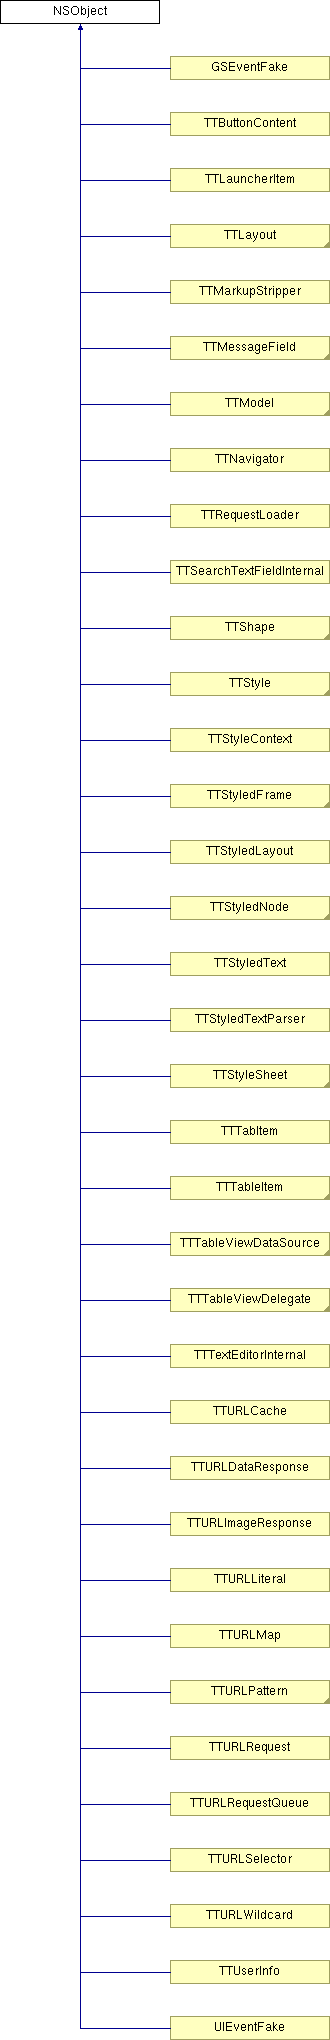 NSObject
GSEventFake
TTButtonContent
TTLauncherItem
TTLayout
TTMarkupStripper
TTMessageField
TTModel
TTNavigator
TTRequestLoader
TTSearchTextFieldInternal
TTShape
TTStyle
TTStyleContext
TTStyledFrame
TTStyledLayout
TTStyledNode
TTStyledText
TTStyledTextParser
TTStyleSheet
TTTabItem
TTTableItem
TTTableViewDataSource
TTTableViewDelegate
TTTextEditorInternal
TTURLCache
TTURLDataResponse
TTURLImageResponse
TTURLLiteral
TTURLMap
TTURLPattern
TTURLRequest
TTURLRequestQueue
TTURLSelector
TTURLWildcard
TTUserInfo
UIEventFake